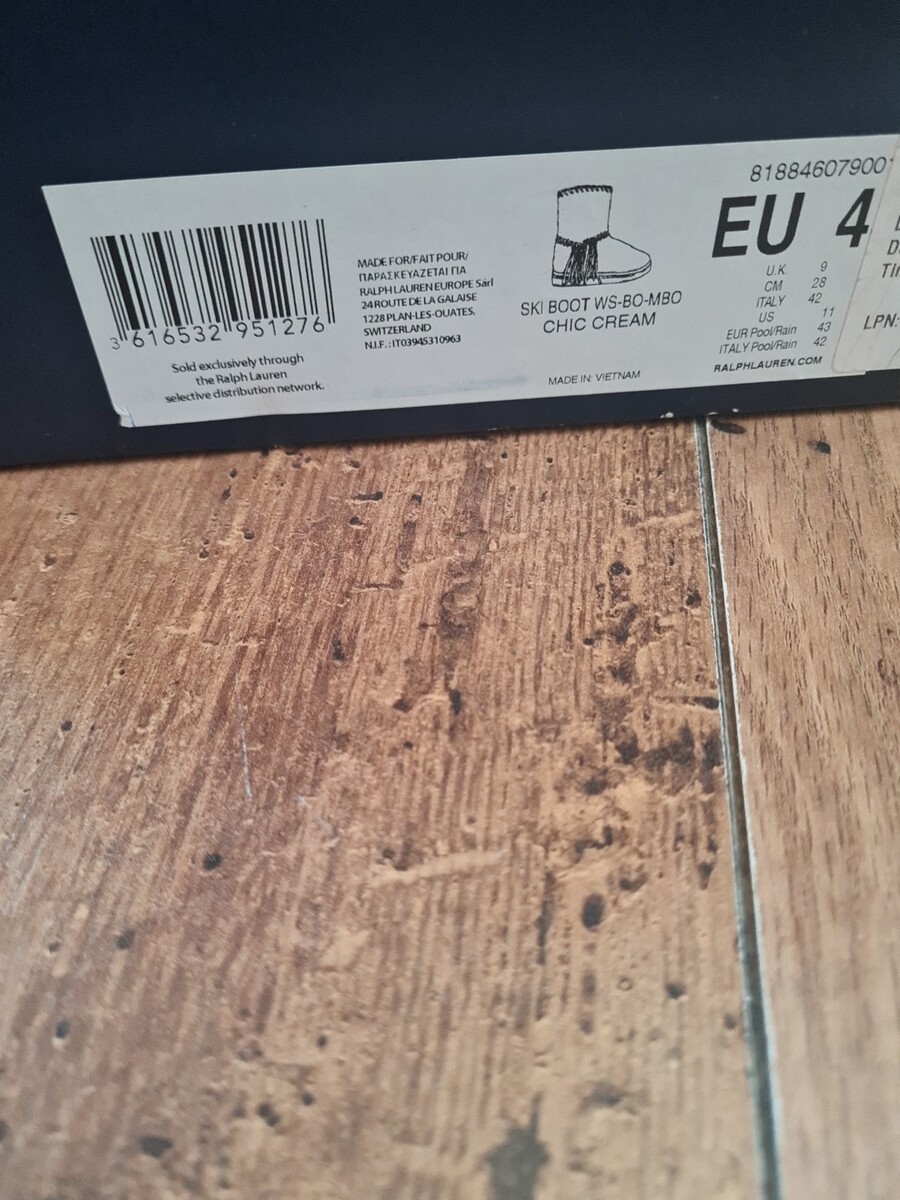 3 616532 951276
Sold exclusively through
the Ralph Lauren
selective distribution network.
MADE FOR/FAIT POUR/
ΠΑΡΑΣΚΕΥΑΖΕΤΑΙ ΓΙΑ
RALPH LAUREN EUROPE Sàrl
24 ROUTE DE LA GALAISE
1228 PLAN-LES-OUATES,
SWITZERLAND
N.I.F.:IT03945310963
SKI BOOT WS-BO-MBO
CHIC CREAM
MADE IN: VIETNAM
818846079001
EU 4
U.K. 9
CM 28
ITALY 42
US 11
EUR Pool/Rain 43
ITALY Pool/Rain 42
RALPHLAUREN.COM
LPN: